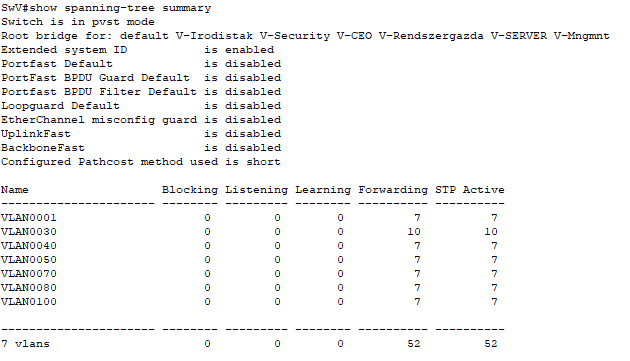 SwV#show spanning-tree summary
Switch is in pvst mode
Root bridge for: default V-Irodistak V-Security V-CEO V-Rendszergazda V-SERVER V-Mngmnt
Extended system ID           is enabled
Portfast Default             is disabled
PortFast BPDU Guard Default  is disabled
Portfast BPDU Filter Default is disabled
Loopguard Default            is disabled
EtherChannel misconfig guard is disabled
UplinkFast                   is disabled
BackboneFast                 is disabled
Configured Pathcost method used is short

Name                   Blocking Listening Learning Forwarding STP Active
---------------------- -------- --------- -------- ---------- ----------
VLAN0001                     0         0        0          7          7
VLAN0030                     0         0        0         10         10
VLAN0040                     0         0        0          7          7
VLAN0050                     0         0        0          7          7
VLAN0070                     0         0        0          7          7
VLAN0080                     0         0        0          7          7
VLAN0100                     0         0        0          7          7

---------------------- -------- --------- -------- ---------- ----------
7 vlans                      0         0        0         52         52